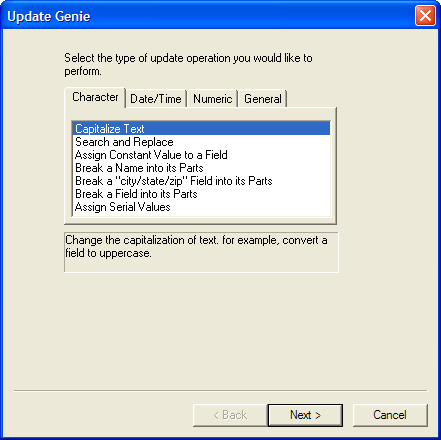 Update Genie
Select the type of update operation you would like to
perform.
Character Date/Time Numeric General
Capitalize Text
Search and Replace
Assign Constant Value to a Field
Break a Name into its Parts
Break a "city/state/zip" Field into its Parts
Break a Field into its Parts
Assign Serial Values
Change the capitalization of text. for example, convert a
field to uppercase.
< Back Next > Cancel